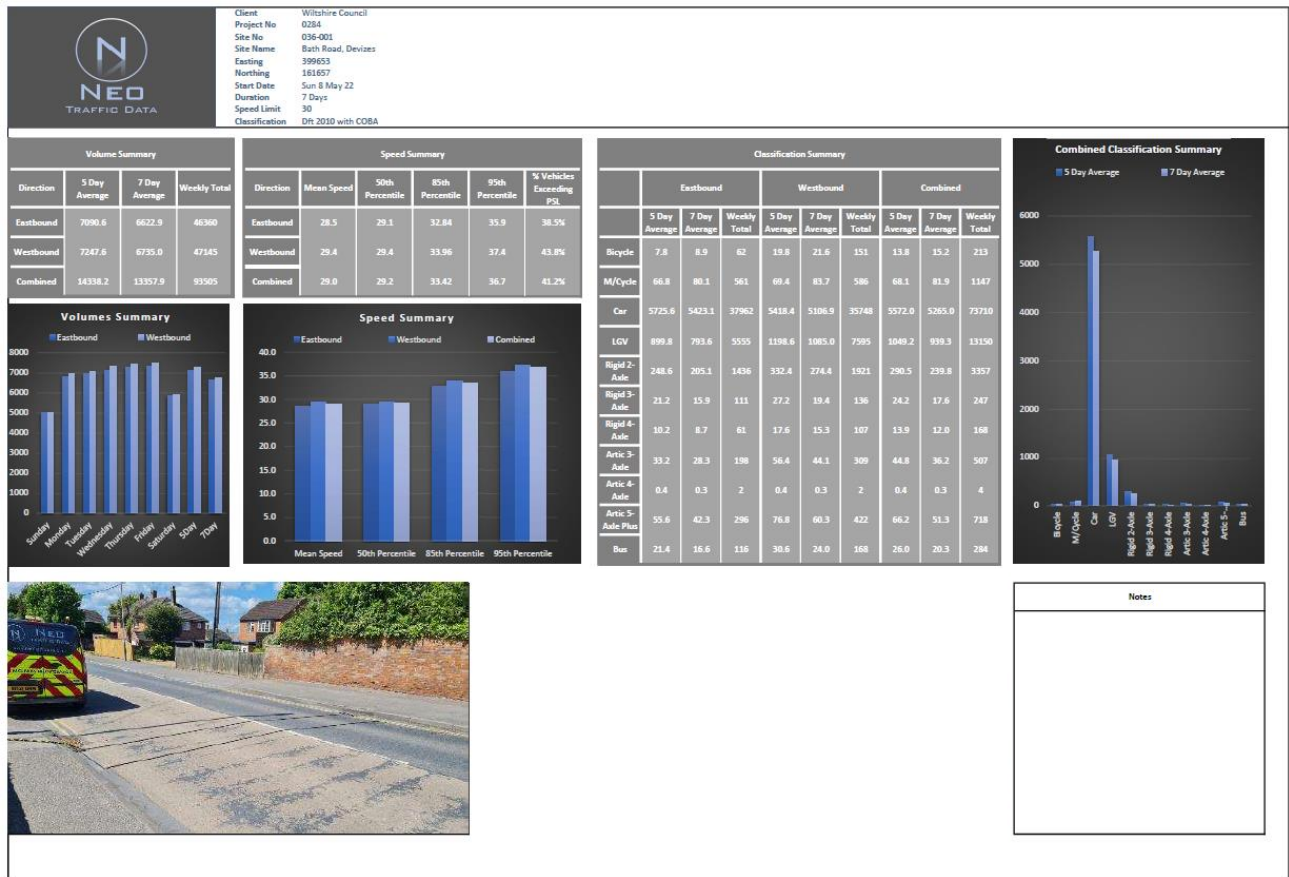 N
NEO
TRAFFIC DATA
Client Wiltshire Council
Project No 0284
Site No 036-001
Site Name Bath Road, Devizes
Easting 399653
Northing 161657
Start Date Sun 8 May 22
Duration 7 Days
Speed Limit 30
Classification Dft 2010 with COBA
Volume Summary
Direction 5 Day Average 7 Day Average Weekly Total
Eastbound 7090.6 6622.9 46360
Westbound 7247.6 6735.0 47145
Combined 14338.2 13357.9 93505
Speed Summary
Direction Mean Speed 50th Percentile 85th Percentile 95th Percentile % Vehicles Exceeding PSL
Eastbound 28.5 29.1 32.84 35.9 38.5%
Westbound 29.4 29.4 33.96 37.4 43.8%
Combined 29.0 29.2 33.42 36.7 41.2%
Classification Summary
Eastbound Westbound Combined
5 Day Average 7 Day Average Weekly Total 5 Day Average 7 Day Average Weekly Total 5 Day Average 7 Day Average Weekly Total
Bicycle 7.8 8.9 62 19.8 21.6 151 13.8 15.2 213
M/Cycle 66.8 80.1 561 69.4 83.7 586 68.1 81.9 1147
Car 5725.6 5423.1 37962 5418.4 5106.9 35748 5572.0 5265.0 73710
LGV 899.8 793.6 5555 1198.6 1085.0 7595 1049.2 939.3 13150
Rigid 2-Axle 248.6 205.1 1436 332.4 274.4 1921 290.5 239.8 3357
Rigid 3-Axle 21.2 15.9 111 27.2 19.4 136 24.2 17.6 247
Rigid 4-Axle 10.2 8.7 61 17.6 15.3 107 13.9 12.0 168
Artic 3-Axle 33.2 28.3 198 56.4 44.1 309 44.8 36.2 507
Artic 4-Axle 0.4 0.3 2 0.4 0.3 2 0.4 0.3 4
Artic 5-Axle Plus 55.6 42.3 296 76.8 60.3 422 66.2 51.3 718
Bus 21.4 16.6 116 30.6 24.0 168 26.0 20.3 284
Combined Classification Summary
5 Day Average 7 Day Average
6000
5000
4000
3000
2000
1000
0
Bicycle M/Cycle Car LGV Rigid 2-Axle Rigid 3-Axle Rigid 4-Axle Artic 3-Axle Artic 4-Axle Artic 5-... Bus
Volumes Summary
Eastbound Westbound
8000
7000
6000
5000
4000
3000
2000
1000
0
Sunday Monday Tuesday Wednesday Thursday Friday Saturday 5Day 7Day
Speed Summary
Eastbound Westbound Combined
40.0
35.0
30.0
25.0
20.0
15.0
10.0
5.0
0.0
Mean Speed 50th Percentile 85th Percentile 95th Percentile
N NEO
Notes